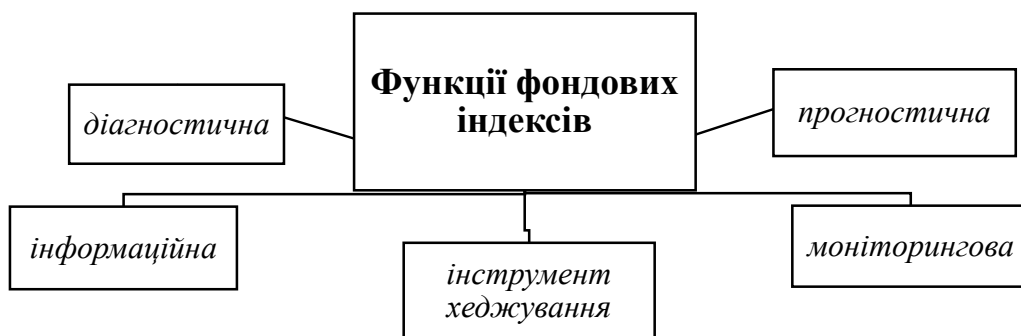 Функції фондових
індексів
діагностична
прогностична
інформаційна
інструмент
хеджування
моніторингова